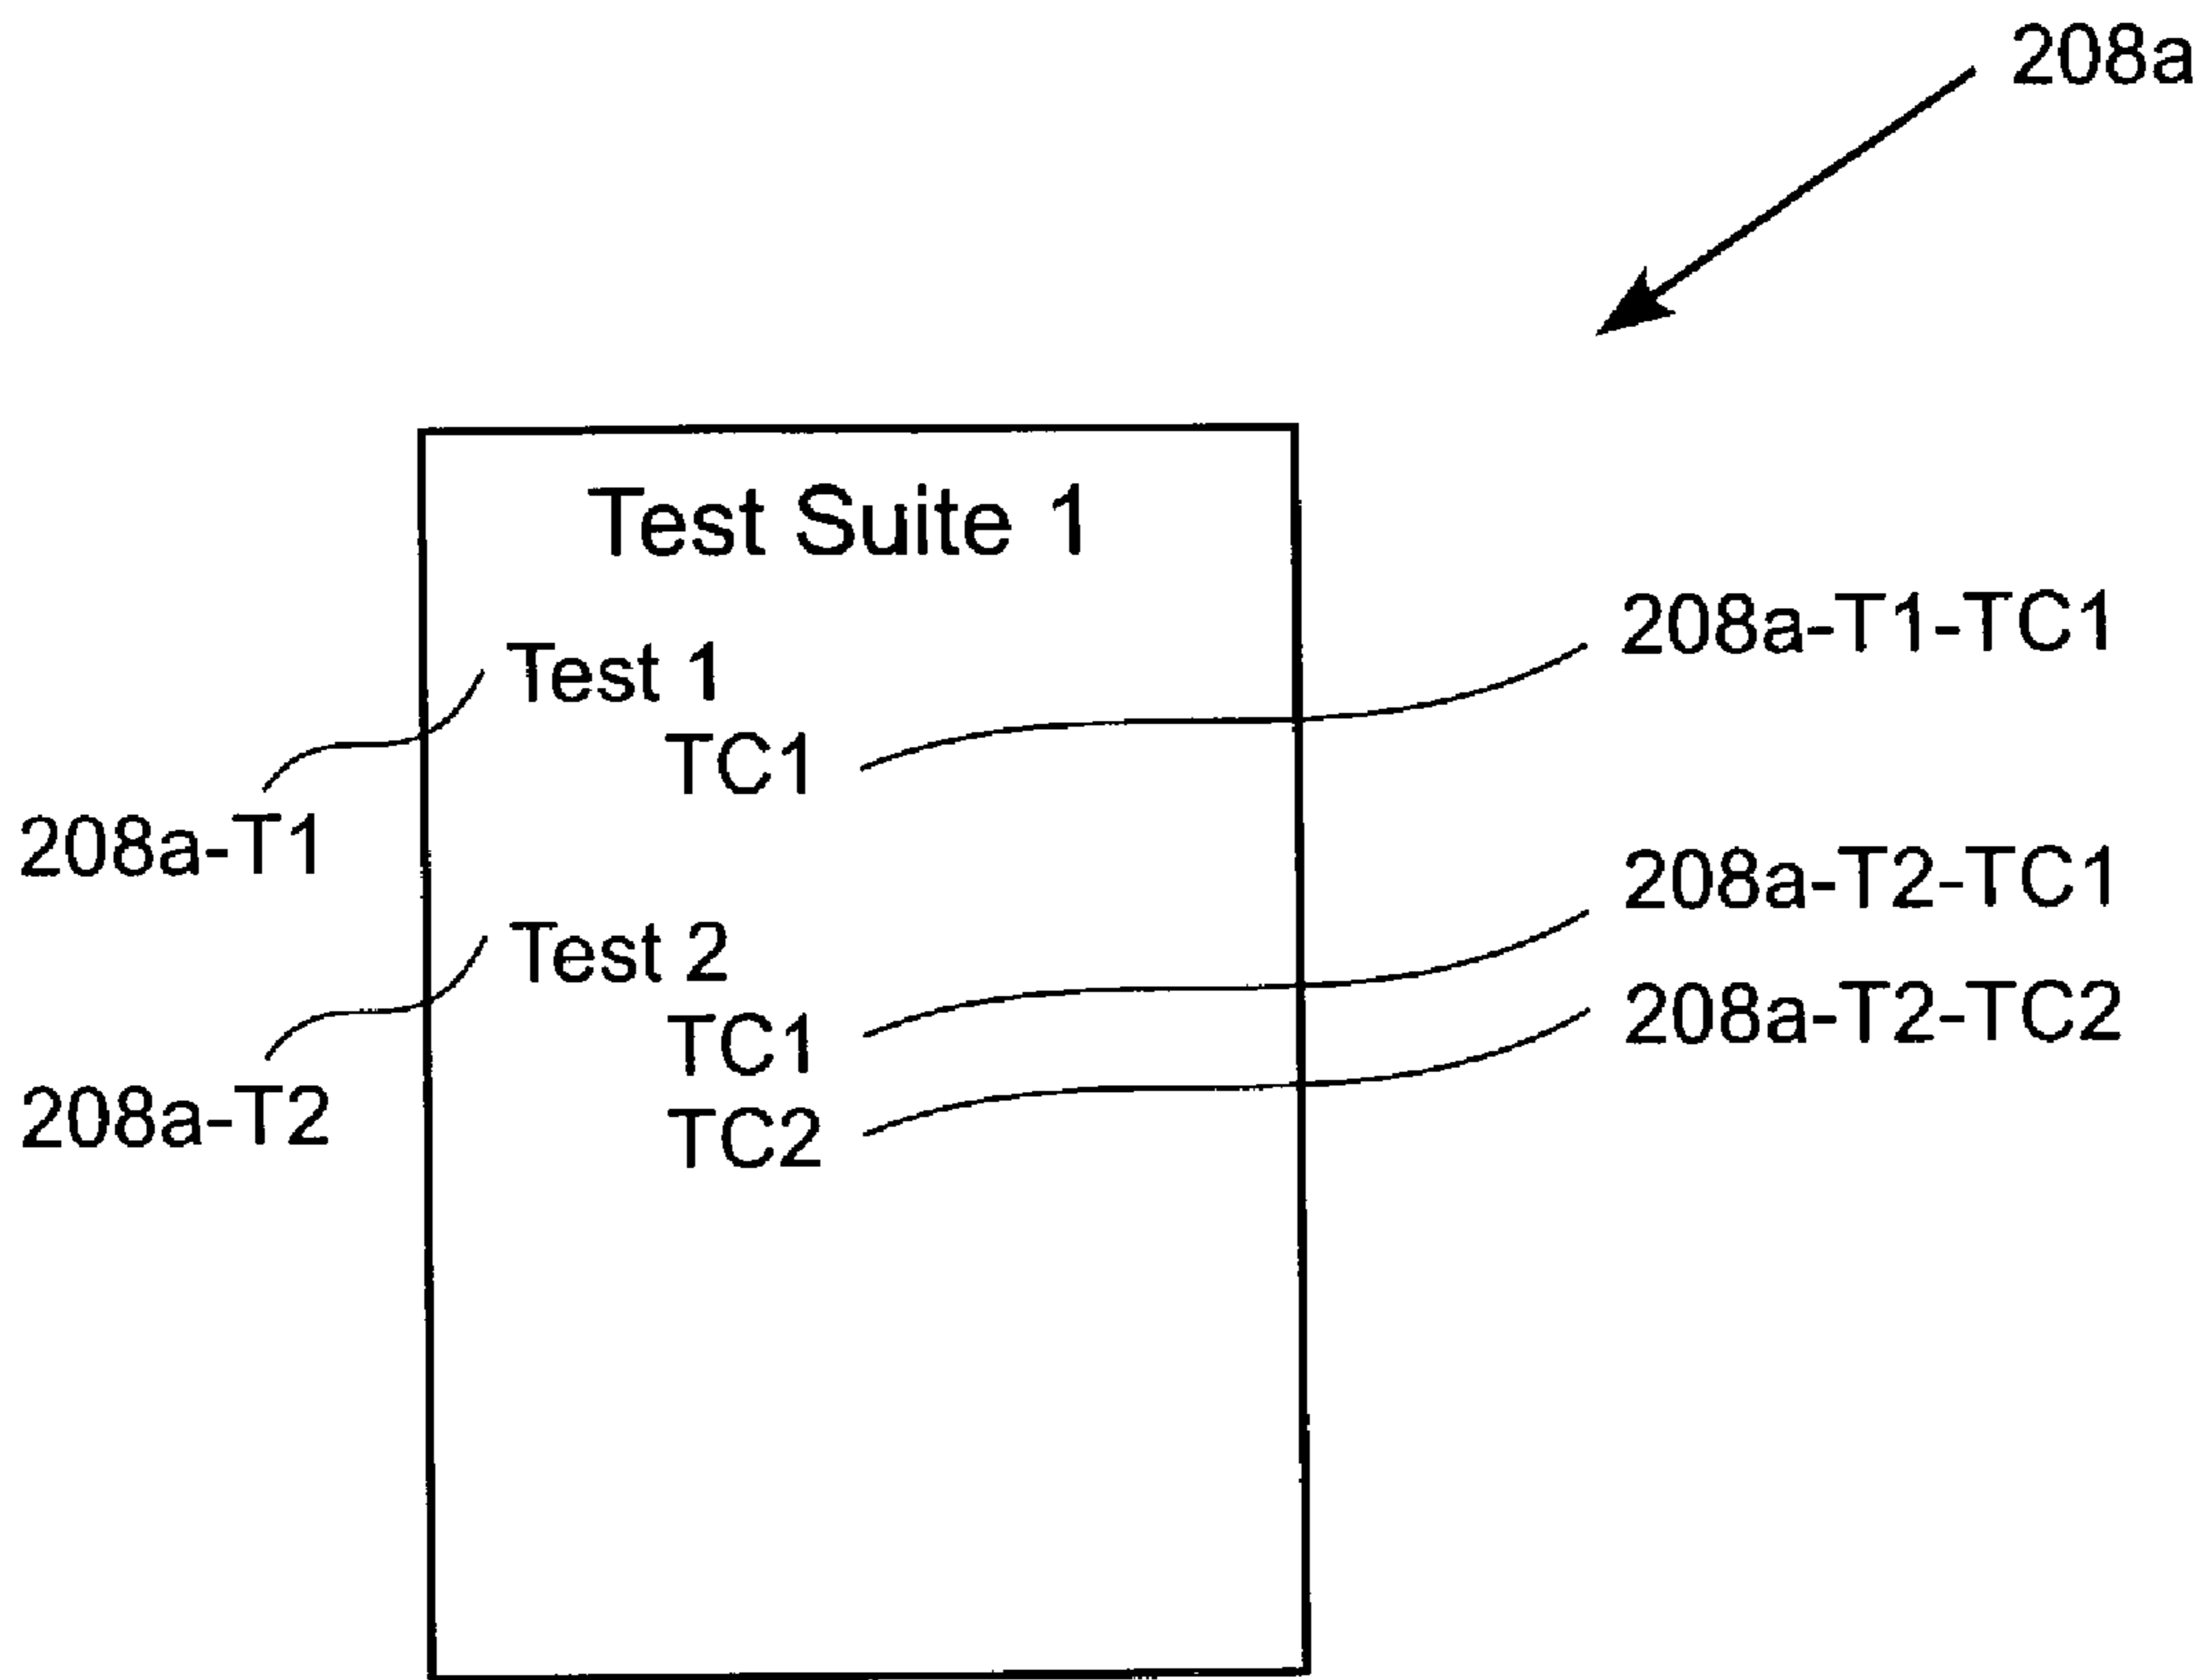 208a
Test Suite 1
208a-T1-TC1
Test 1
TC1
208a-T1
208a-T2-TC1
Test 2
208a-T2-TC2
TC1
208a-T2
TC2